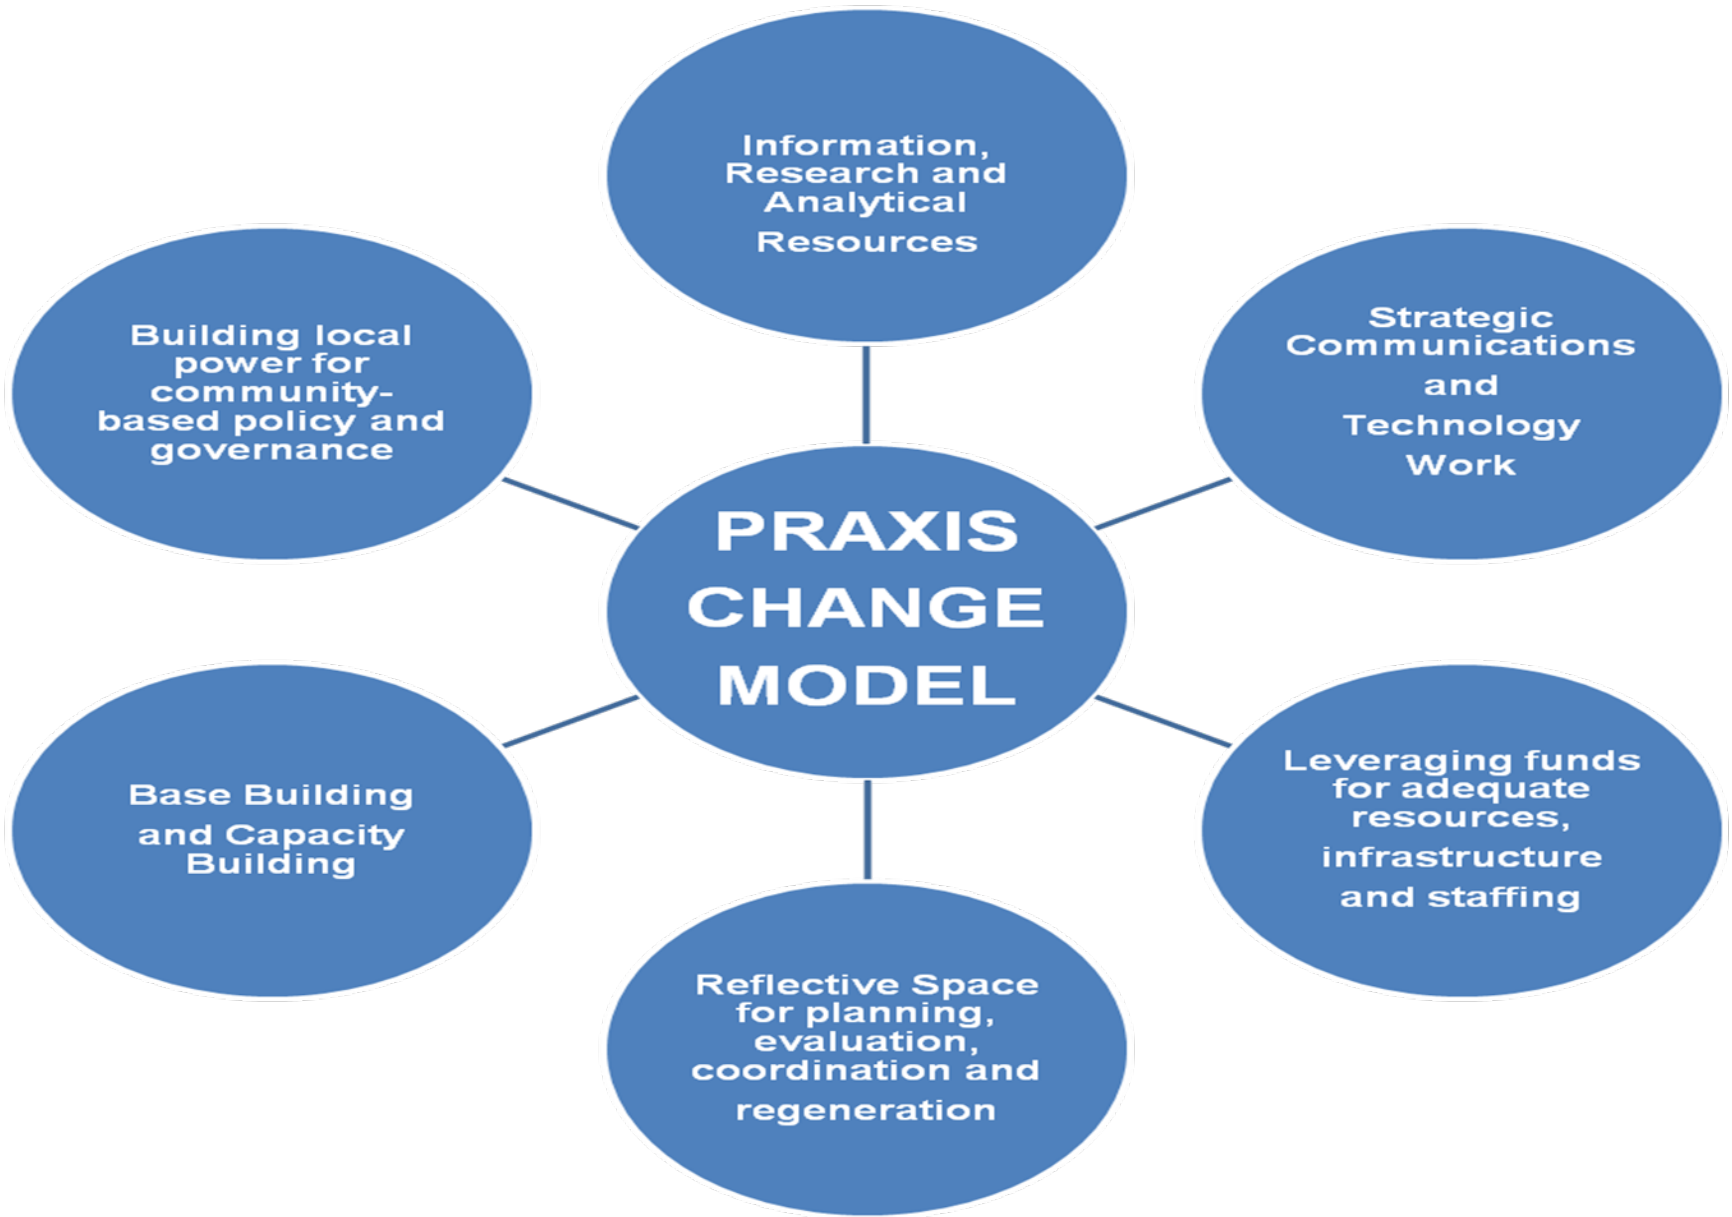 Information,
Research and
Analytical
Resources
Strategic
Communications
and
Technology
Work
Leveraging funds
for adequate
resources,
infrastructure
and staffing
Reflective Space
for planning,
evaluation,
coordination and
regeneration
Base Building
and Capacity
Building
Building local
power for
community-
based policy and
governance
PRAXIS
CHANGE
MODEL